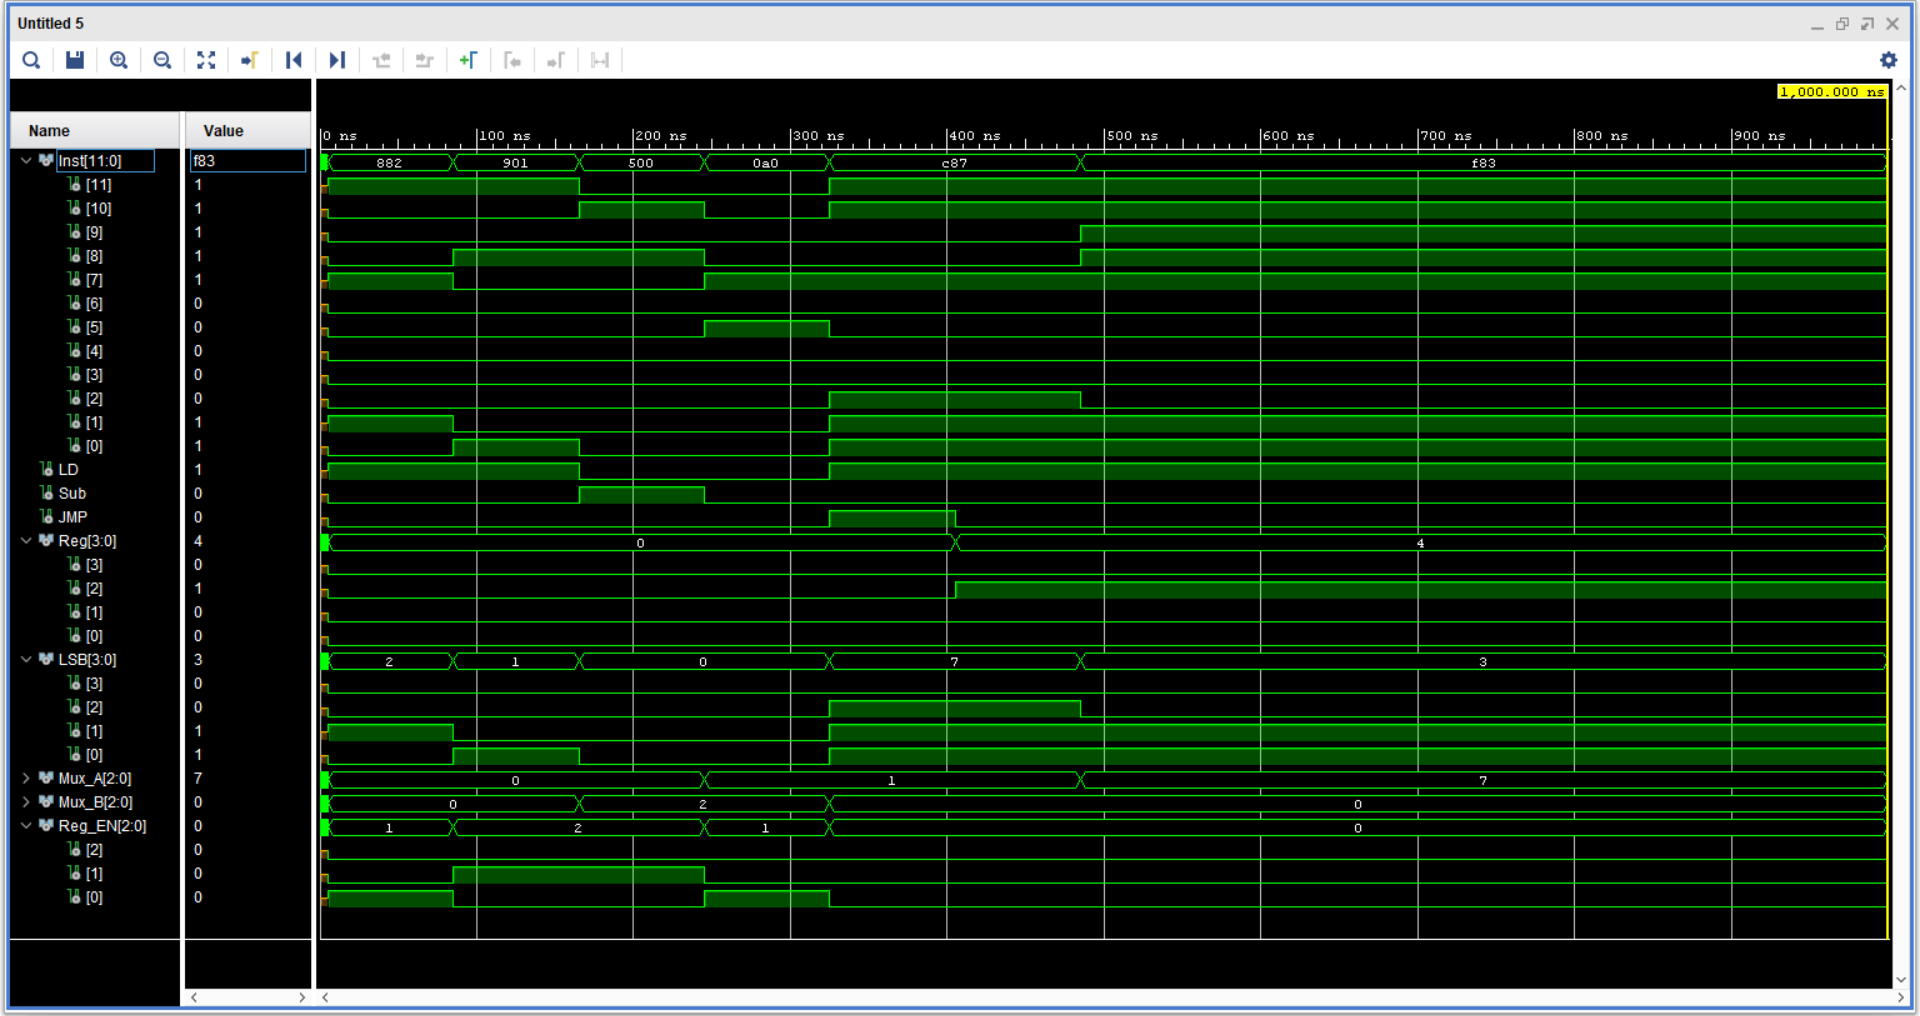 Untitled 5
1,000.000 ns
Name Value
0 ns 100 ns 200 ns 300 ns 400 ns 500 ns 600 ns 700 ns 800 ns 900 ns
Inst[11:0] f83 882 901 500 0a0 c87 f83
[11] 1
[10] 1
[9] 1
[8] 1
[7] 1
[6] 0
[5] 0
[4] 0
[3] 0
[2] 0
[1] 1
[0] 1
LD 1
Sub 0
JMP 0
Reg[3:0] 4 0 4
[3] 0
[2] 1
[1] 0
[0] 0
LSB[3:0] 3 2 1 0 7 3
[3] 0
[2] 0
[1] 1
[0] 1
Mux_A[2:0] 7 0 1 7
Mux_B[2:0] 0 0 2 0
Reg_EN[2:0] 0 1 2 1 0
[2] 0
[1] 0
[0] 0